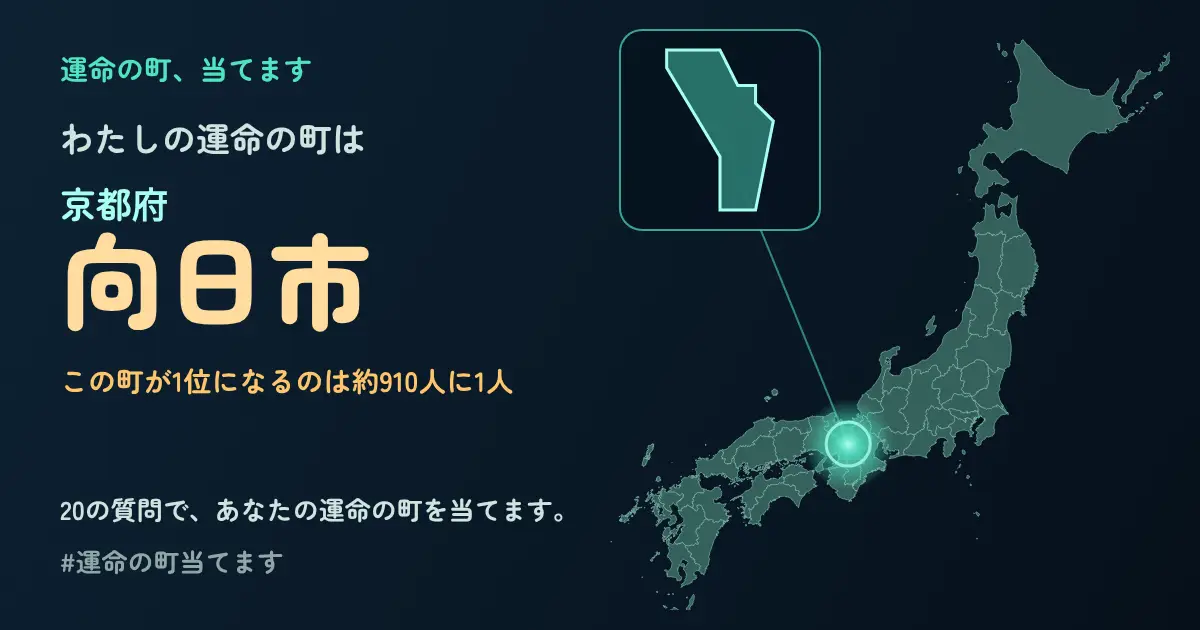 運命の町、当てます
わたしの運命の町は
京都府
向日市
この町が1位になるのは約910人に1人
20の質問で、あなたの運命の町を当てます。
#運命の町当てます